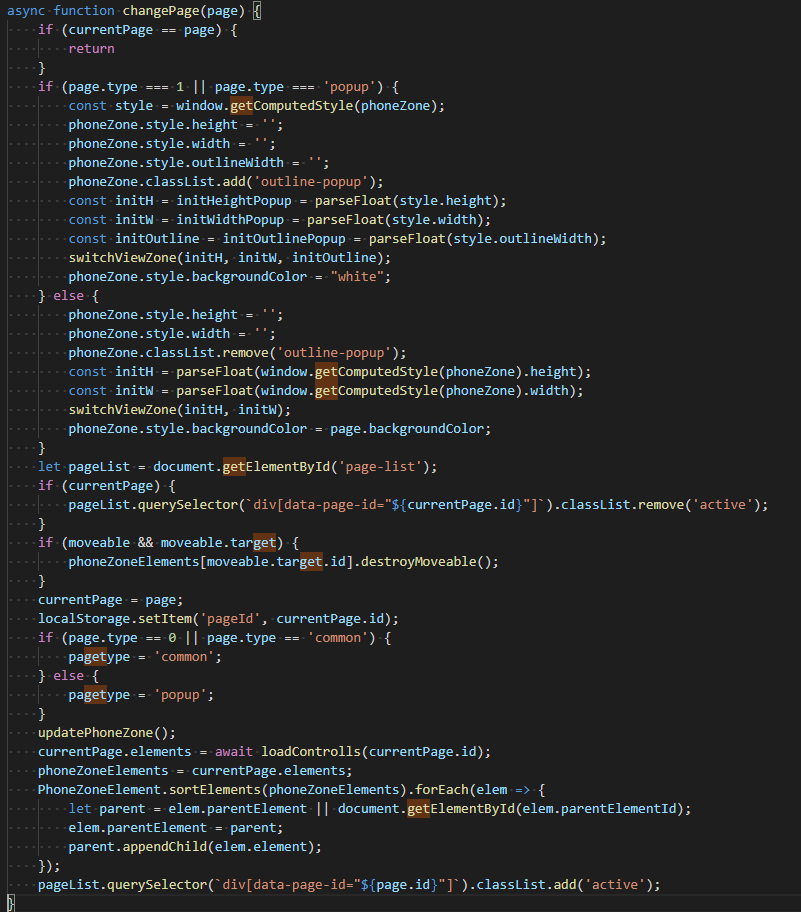 async function changePage(page) {
    if (currentPage == page) {
        return
    }
    if (page.type === 1 || page.type === 'popup') {
        const style = window.getComputedStyle(phoneZone);
        phoneZone.style.height = '';
        phoneZone.style.width = '';
        phoneZone.style.outlineWidth = '';
        phoneZone.classList.add('outline-popup');
        const initH = initHeightPopup = parseFloat(style.height);
        const initW = initWidthPopup = parseFloat(style.width);
        const initOutline = initOutlinePopup = parseFloat(style.outlineWidth);
        switchViewZone(initH, initW, initOutline);
        phoneZone.style.backgroundColor = "white";
    } else {
        phoneZone.style.height = '';
        phoneZone.style.width = '';
        phoneZone.classList.remove('outline-popup');
        const initH = parseFloat(window.getComputedStyle(phoneZone).height);
        const initW = parseFloat(window.getComputedStyle(phoneZone).width);
        switchViewZone(initH, initW);
        phoneZone.style.backgroundColor = page.backgroundColor;
    }
    let pageList = document.getElementById('page-list');
    if (currentPage) {
        pageList.querySelector(`div[data-page-id="${currentPage.id}"]`).classList.remove('active');
    }
    if (moveable && moveable.target) {
        phoneZoneElements[moveable.target.id].destroyMoveable();
    }
    currentPage = page;
    localStorage.setItem('pageId', currentPage.id);
    if (page.type == 0 || page.type == 'common') {
        pagetype = 'common';
    } else {
        pagetype = 'popup';
    }
    updatePhoneZone();
    currentPage.elements = await loadControlls(currentPage.id);
    phoneZoneElements = currentPage.elements;
    PhoneZoneElement.sortElements(phoneZoneElements).forEach(elem => {
        let parent = elem.parentElement || document.getElementById(elem.parentElementId);
        elem.parentElement = parent;
        parent.appendChild(elem.element);
    });
    pageList.querySelector(`div[data-page-id="${page.id}"]`).classList.add('active');
}